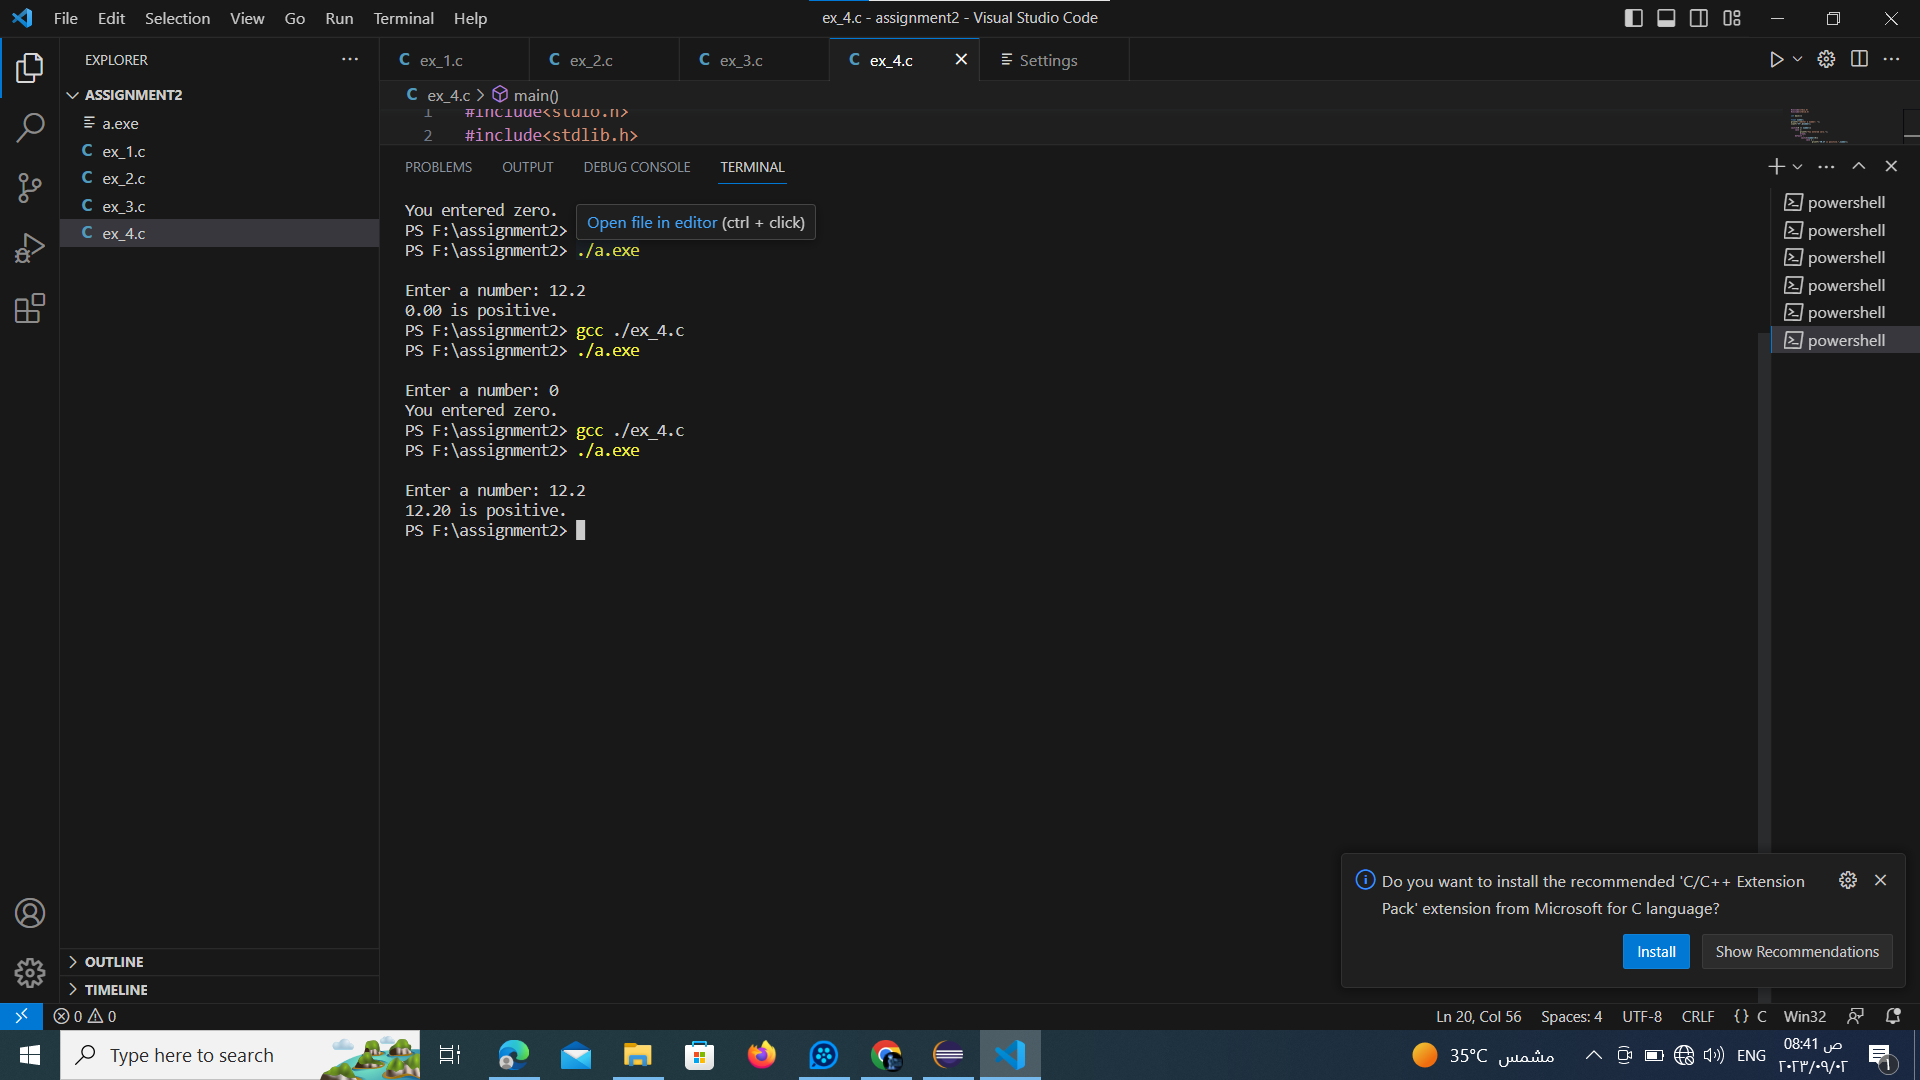 File Edit Selection View Go Run Terminal Help
ex_4.c - assignment2 - Visual Studio Code
EXPLORER
ASSIGNMENT2
a.exe
C ex_1.c
C ex_2.c
C ex_3.c
C ex_4.c
OUTLINE
TIMELINE
C ex_1.c
C ex_2.c
C ex_3.c
C ex_4.c
Settings
C ex_4.c > main()
1 #include<stdio.h>
2 #include<stdlib.h>
PROBLEMS OUTPUT DEBUG CONSOLE TERMINAL
You entered zero.
Open file in editor (ctrl + click)
PS F:\assignment2>
PS F:\assignment2> ./a.exe
Enter a number: 12.2
0.00 is positive.
PS F:\assignment2> gcc ./ex_4.c
PS F:\assignment2> ./a.exe
Enter a number: 0
You entered zero.
PS F:\assignment2> gcc ./ex_4.c
PS F:\assignment2> ./a.exe
Enter a number: 12.2
12.20 is positive.
PS F:\assignment2>
powershell
powershell
powershell
powershell
powershell
powershell
Do you want to install the recommended 'C/C++ Extension
Pack' extension from Microsoft for C language?
Install
Show Recommendations
0 0
Ln 20, Col 56 Spaces: 4 UTF-8 CRLF {} C Win32
Type here to search
35°C مشمس
ENG
08:41 ص
٢٠٢٣/٠٩/٠٢
١